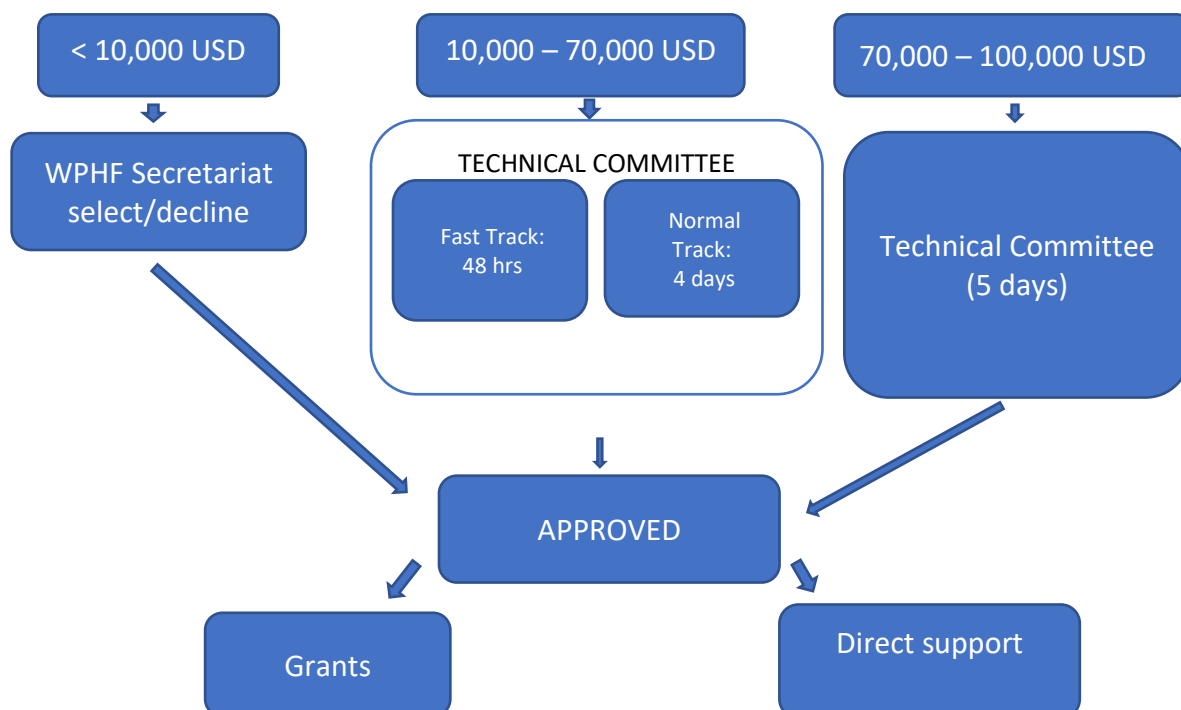 < 10,000 USD
10,000 – 70,000 USD
70,000 – 100,000 USD
WPHF Secretariat
select/decline
TECHNICAL COMMITTEE
Fast Track:
48 hrs
Normal
Track:
4 days
Technical Committee
(5 days)
APPROVED
Grants
Direct support